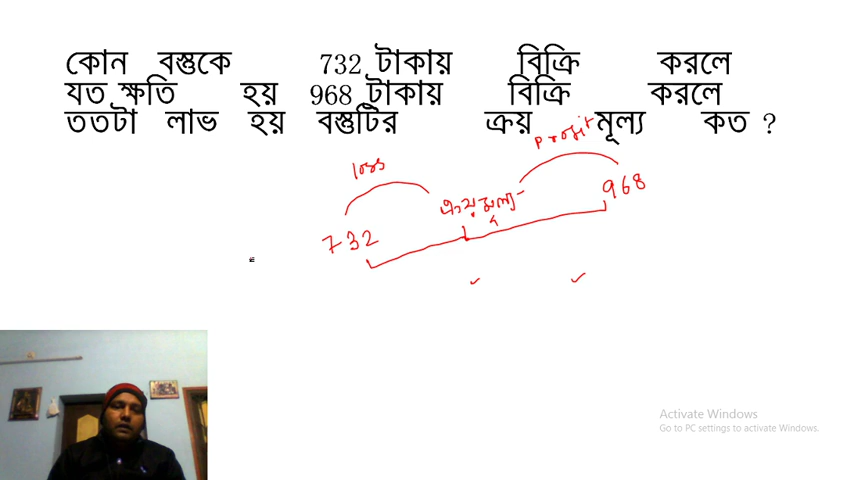 কোন বস্তুকে 732 টাকায় বিক্রি করলে
যত ক্ষতি হয় 968 টাকায় বিক্রি করলে
ততটা লাভ হয় বস্তুটির ক্রয় মূল্য কত ?
loss
profit
ক্রয় মূল্য
732
968
Activate Windows
Go to PC settings to activate Windows.